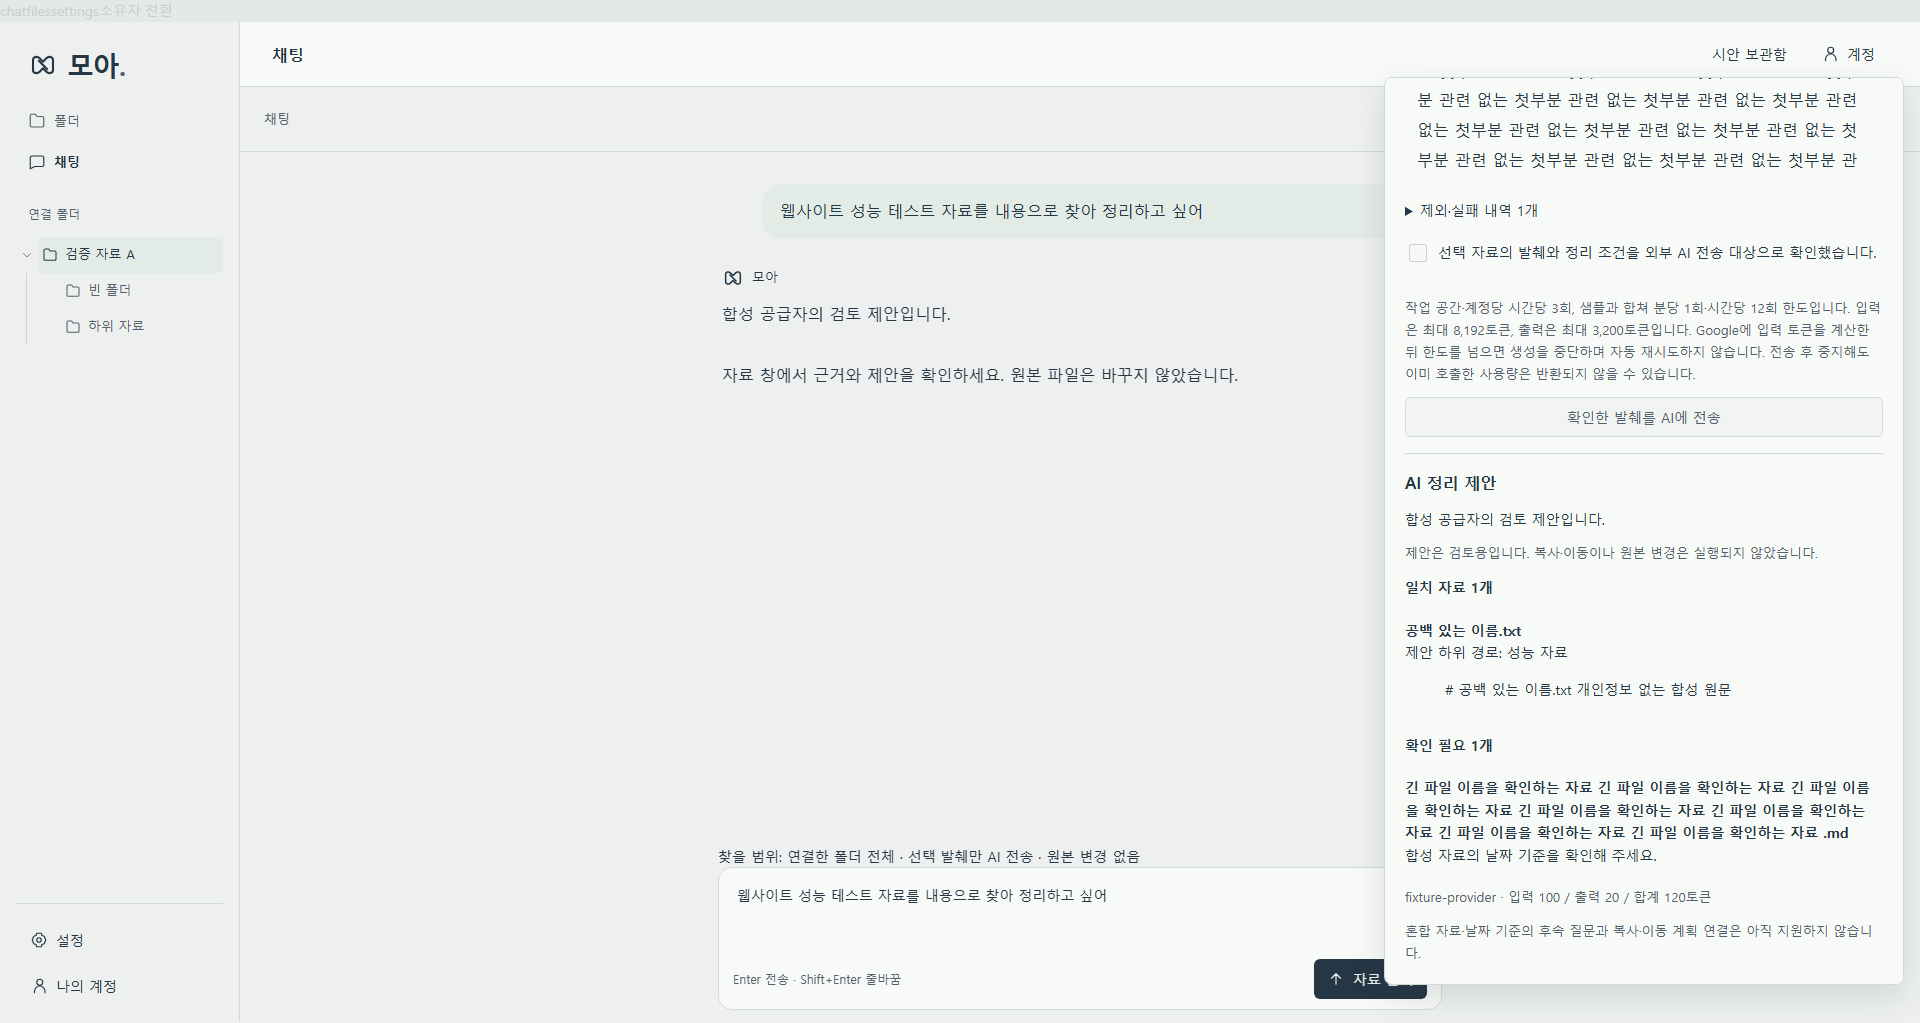 chatfilessettings소유자 전환
모아.
폴더
채팅
연결 폴더
검증 자료 A
빈 폴더
하위 자료
설정
나의 계정
채팅
시안 보관함
계정
채팅
웹사이트 성능 테스트 자료를 내용으로 찾아 정리하고 싶어
모아
합성 공급자의 검토 제안입니다.
자료 창에서 근거와 제안을 확인하세요. 원본 파일은 바꾸지 않았습니다.
찾을 범위: 연결한 폴더 전체 · 선택 발췌만 AI 전송 · 원본 변경 없음
웹사이트 성능 테스트 자료를 내용으로 찾아 정리하고 싶어
Enter 전송 · Shift+Enter 줄바꿈
자료
분 관련 없는 첫부분 관련 없는 첫부분 관련 없는 첫부분 관련
없는 첫부분 관련 없는 첫부분 관련 없는 첫부분 관련 없는 첫
부분 관련 없는 첫부분 관련 없는 첫부분 관련 없는 첫부분 관
제외·실패 내역 1개
선택 자료의 발췌와 정리 조건을 외부 AI 전송 대상으로 확인했습니다.
작업 공간·계정당 시간당 3회, 샘플과 합쳐 분당 1회·시간당 12회 한도입니다. 입력
은 최대 8,192토큰, 출력은 최대 3,200토큰입니다. Google에 입력 토큰을 계산한
뒤 한도를 넘으면 생성을 중단하며 자동 재시도하지 않습니다. 전송 후 중지해도
이미 호출한 사용량은 반환되지 않을 수 있습니다.
확인한 발췌를 AI에 전송
AI 정리 제안
합성 공급자의 검토 제안입니다.
제안은 검토용입니다. 복사·이동이나 원본 변경은 실행되지 않았습니다.
일치 자료 1개
공백 있는 이름.txt
제안 하위 경로: 성능 자료
# 공백 있는 이름.txt 개인정보 없는 합성 원문
확인 필요 1개
긴 파일 이름을 확인하는 자료 긴 파일 이름을 확인하는 자료 긴 파일 이름
을 확인하는 자료 긴 파일 이름을 확인하는 자료 긴 파일 이름을 확인하는
자료 긴 파일 이름을 확인하는 자료 긴 파일 이름을 확인하는 자료 .md
합성 자료의 날짜 기준을 확인해 주세요.
fixture-provider · 입력 100 / 출력 20 / 합계 120토큰
혼합 자료·날짜 기준의 후속 질문과 복사·이동 계획 연결은 아직 지원하지 않습니
다.